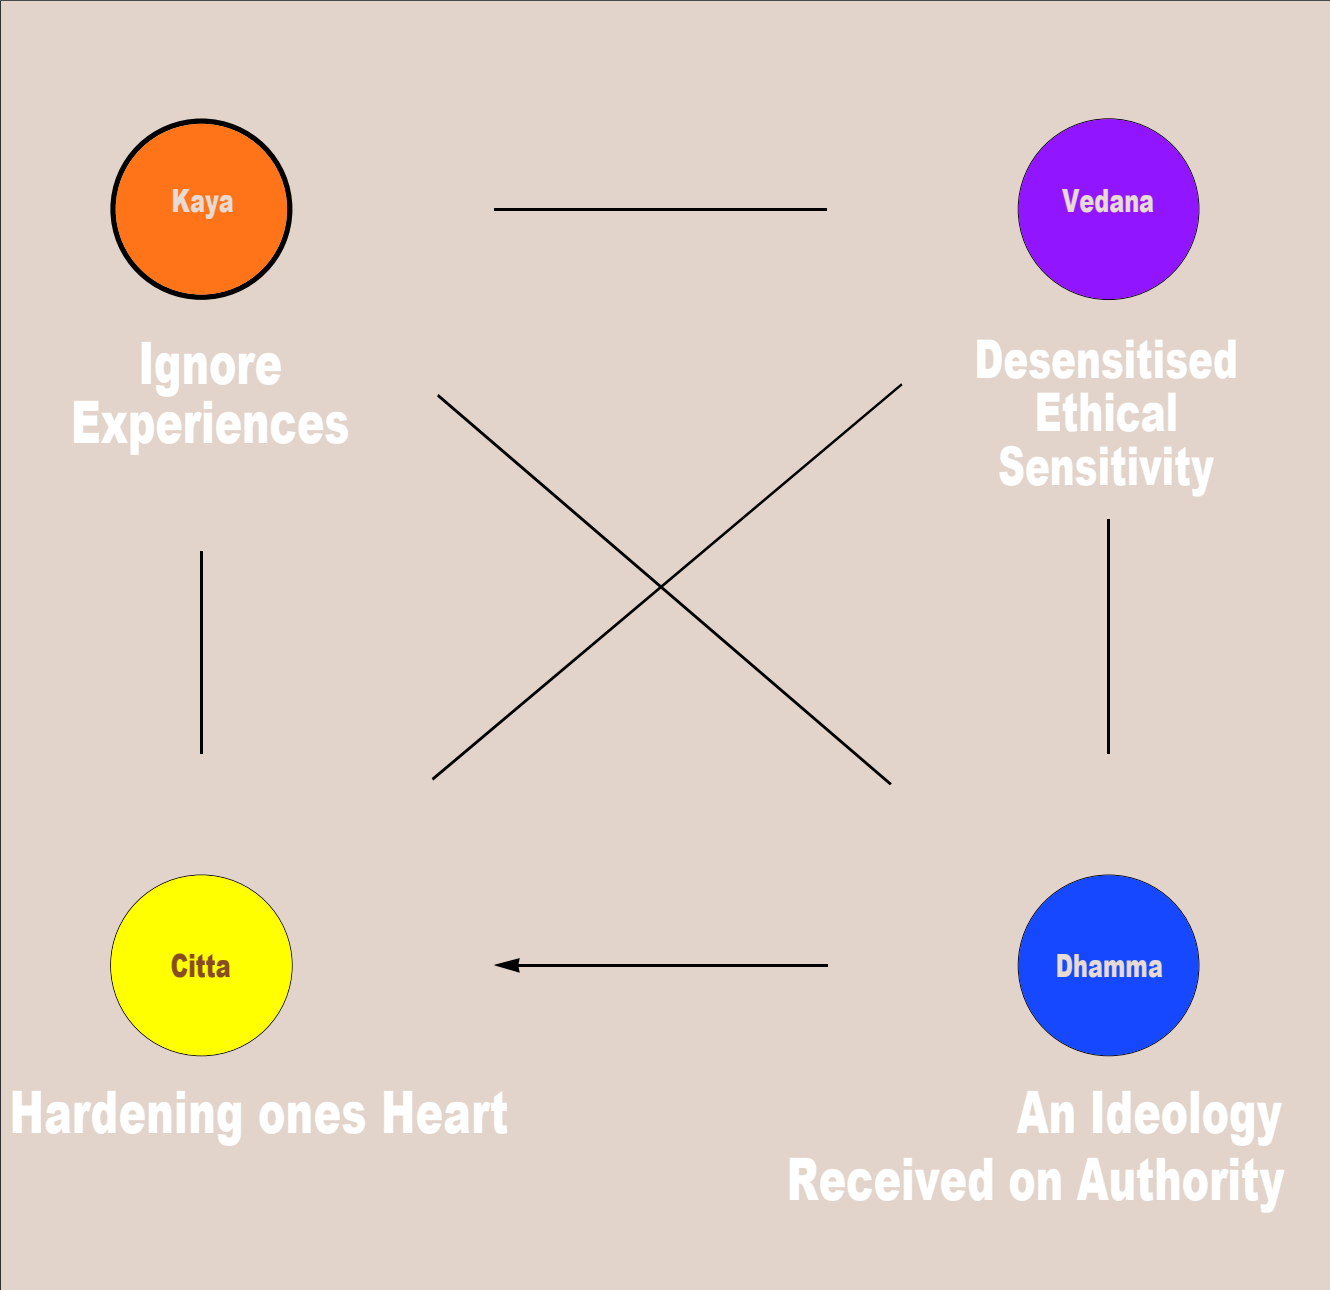 Kaya
Vedana
Ignore
Experiences
Desensitised
Ethical
Sensitivity
Citta
Dhamma
Hardening ones Heart
An Ideology
Received on Authority